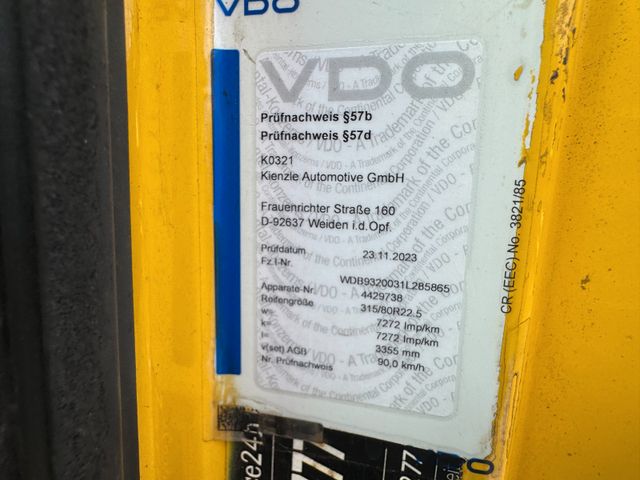 VDO
VDO
Prüfnachweis §57b
Prüfnachweis §57d
K0321
Kienzle Automotive GmbH
Frauenrichter Straße 160
D-92637 Weiden i.d.Opf.
Prüfdatum 23.11.2023
Fz.I-Nr. WDB9320031L285865
Apparate-Nr. 4429738
Reifengröße 315/80R22.5
w= 7272 Imp/km
k= 7272 Imp/km
l= 3355 mm
v(set) AGB 90,0 km/h
Nr. Prüfnachweis
CR (EEC) No. 3821/85